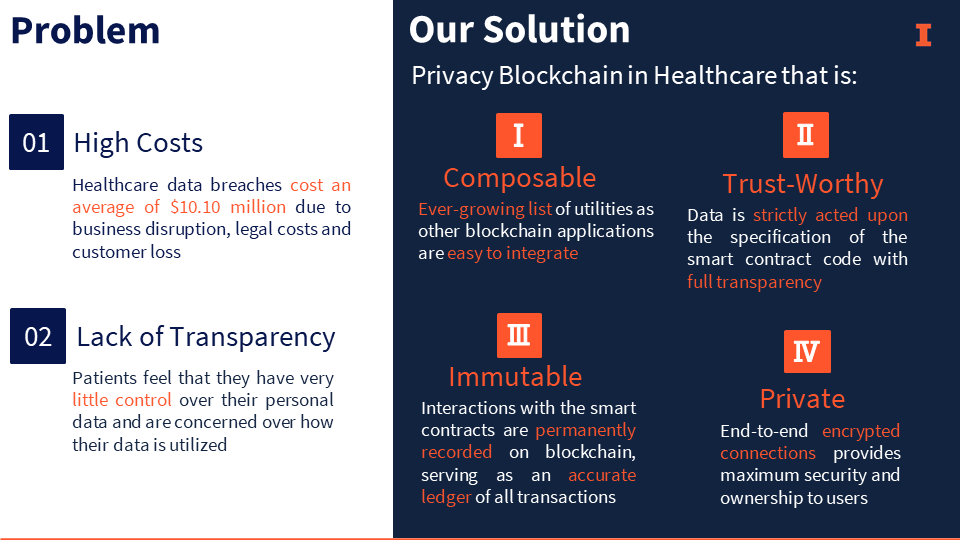 Problem
01
High Costs
Healthcare data breaches cost an
average of $10.10 million due to
business disruption, legal costs and
customer loss
02
Lack of Transparency
Patients feel that they have very
little control over their personal
data and are concerned over how
their data is utilized
Our Solution
I
Privacy Blockchain in Healthcare that is:
I
Composable
Ever-growing list of utilities as
other blockchain applications
are easy to integrate
II
Trust-Worthy
Data is strictly acted upon
the specification of the
smart contract code with
full transparency
III
Immutable
Interactions with the smart
contracts are permanently
recorded on blockchain,
serving as an accurate
ledger of all transactions
IV
Private
End-to-end encrypted
connections provides
maximum security and
ownership to users